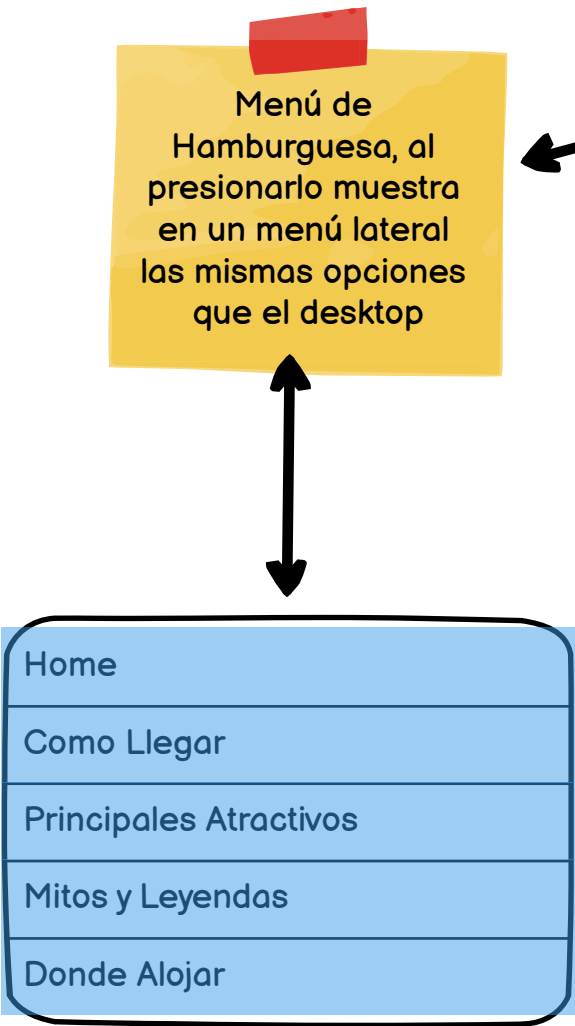 Menú de
Hamburguesa, al
presionarlo muestra
en un menú lateral
las mismas opciones
que el desktop
Home
Como Llegar
Principales Atractivos
Mitos y Leyendas
Donde Alojar